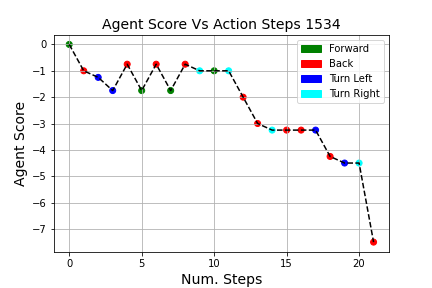 Agent Score Vs Action Steps 1534
Forward
Back
Turn Left
Turn Right
Agent Score
0
−1
−2
−3
−4
−5
−6
−7
0
5
10
15
20
Num. Steps